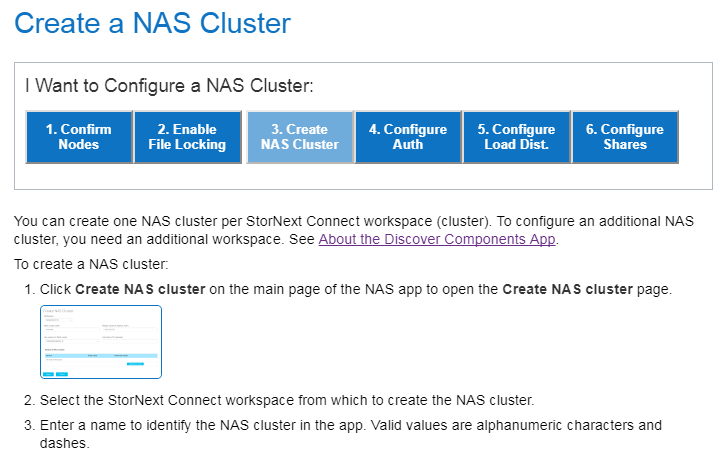 Create a NAS Cluster
I Want to Configure a NAS Cluster:
1. Confirm
Nodes
2. Enable
File Locking
3. Create
NAS Cluster
4. Configure
Auth
5. Configure
Load Dist.
6. Configure
Shares
You can create one NAS cluster per StorNext Connect workspace (cluster). To configure an additional NAS
cluster, you need an additional workspace. See About the Discover Components App.
To create a NAS cluster:
1. Click Create NAS cluster on the main page of the NAS app to open the Create NAS cluster page.
2. Select the StorNext Connect workspace from which to create the NAS cluster.
3. Enter a name to identify the NAS cluster in the app. Valid values are alphanumeric characters and
dashes.